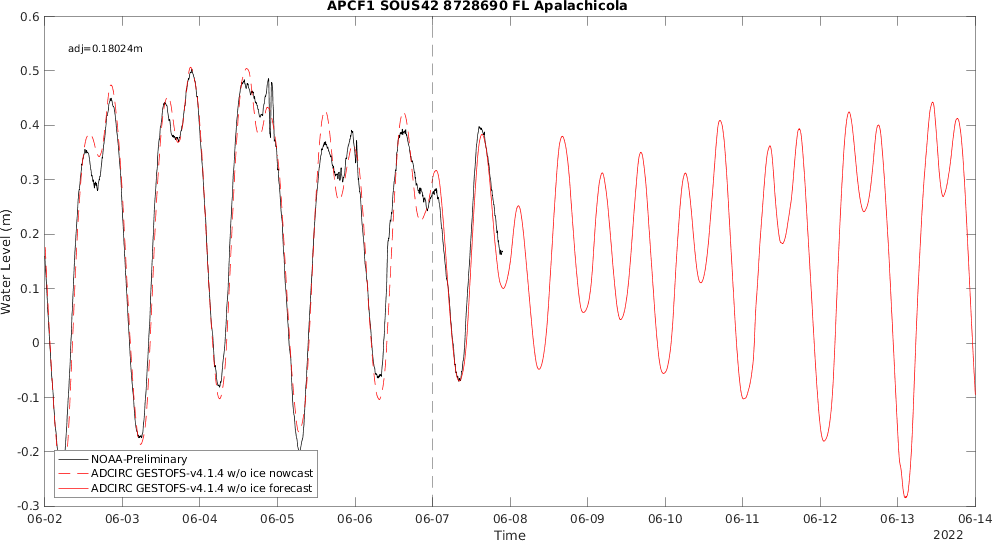 APCF1 SOUS42 8728690 FL Apalachicola
adj=0.18024m
Water Level (m)
0.6
0.5
0.4
0.3
0.2
0.1
0
-0.1
-0.2
-0.3
NOAA-Preliminary
ADCIRC GESTOFS-v4.1.4 w/o ice nowcast
ADCIRC GESTOFS-v4.1.4 w/o ice forecast
06-02 06-03 06-04 06-05 06-06 06-07 06-08 06-09 06-10 06-11 06-12 06-13 06-14
Time
2022